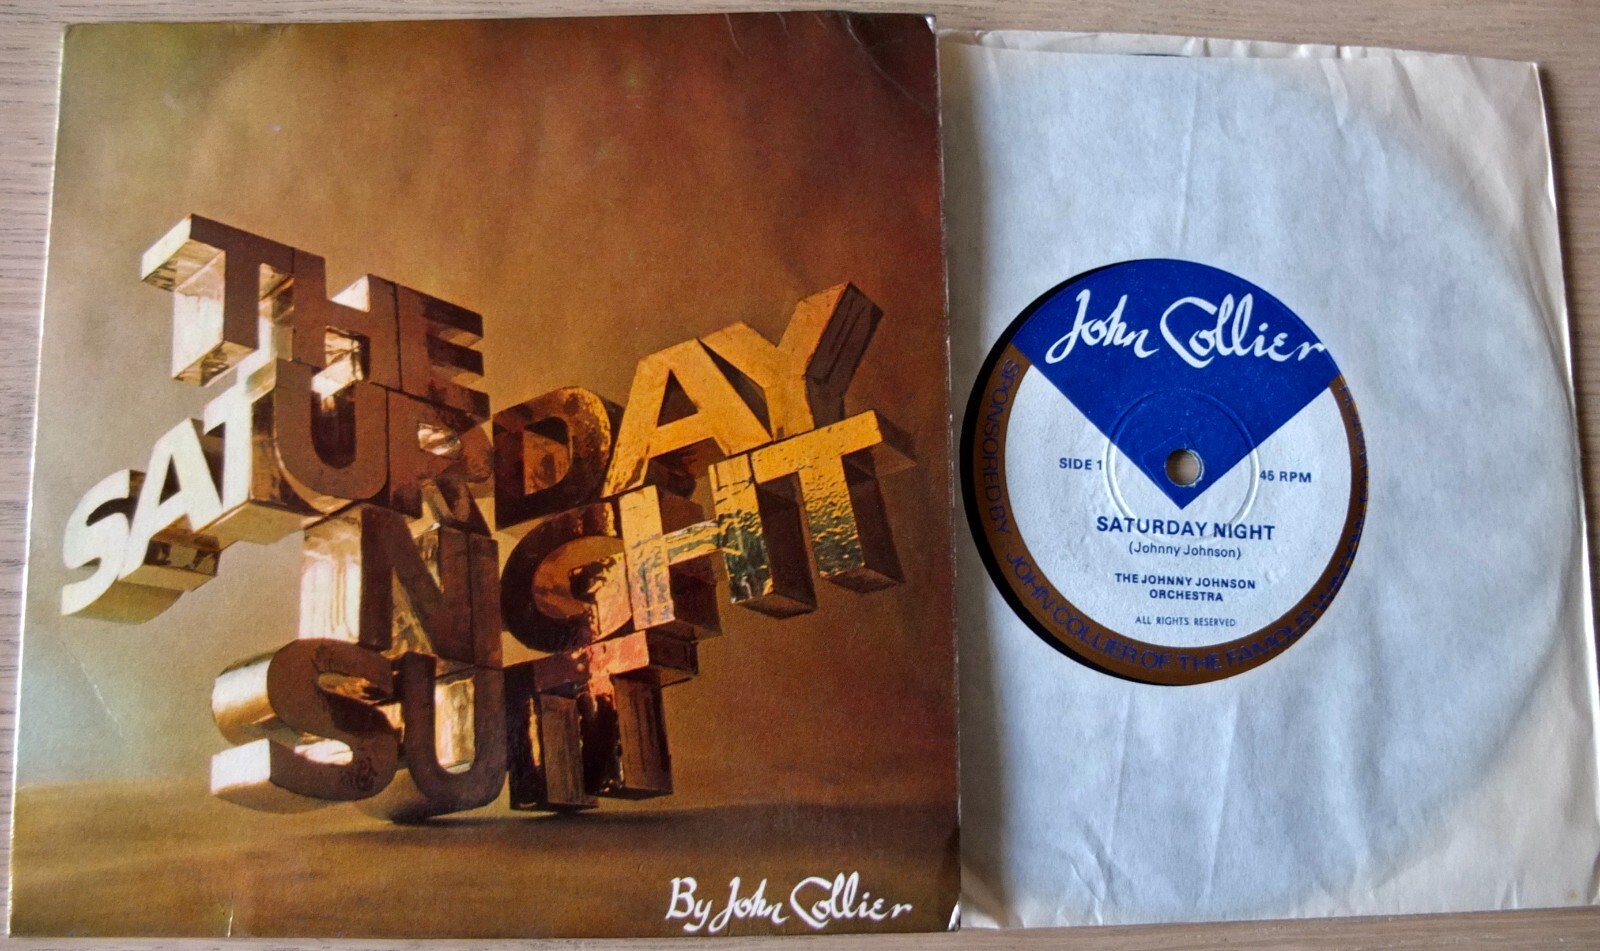 THE
SATURDAY
NIGHT
SUIT
By John Collier
John Collier
SIDE 1
45 RPM
SATURDAY NIGHT
(Johnny Johnson)
THE JOHNNY JOHNSON
ORCHESTRA
ALL RIGHTS RESERVED
SPONSORED BY JOHN COLLIER OF THE FAMOUS WINDOW